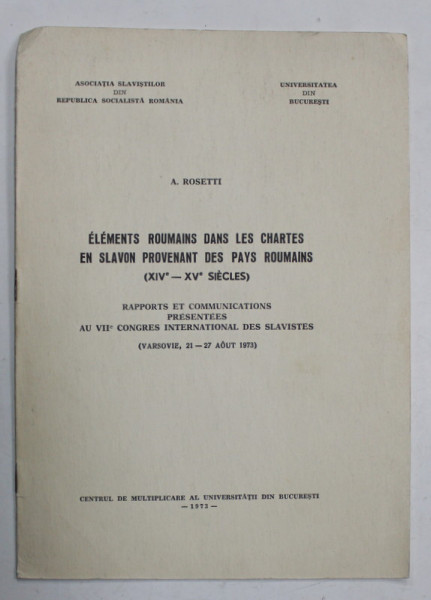 ASOCIAȚIA SLAVIȘTILOR
DIN
REPUBLICA SOCIALISTĂ ROMÂNIA
UNIVERSITATEA
DIN
BUCUREȘTI
A. ROSETTI
ÉLÉMENTS ROUMAINS DANS LES CHARTES
EN SLAVON PROVENANT DES PAYS ROUMAINS
(XIVe — XVe SIÈCLES)
RAPPORTS ET COMMUNICATIONS
PRÉSENTÉES
AU VIIe CONGRES INTERNATIONAL DES SLAVISTES
(VARSOVIE, 21 — 27 AÔUT 1973)
CENTRUL DE MULTIPLICARE AL UNIVERSITĂȚII DIN BUCUREȘTI
— 1973 —